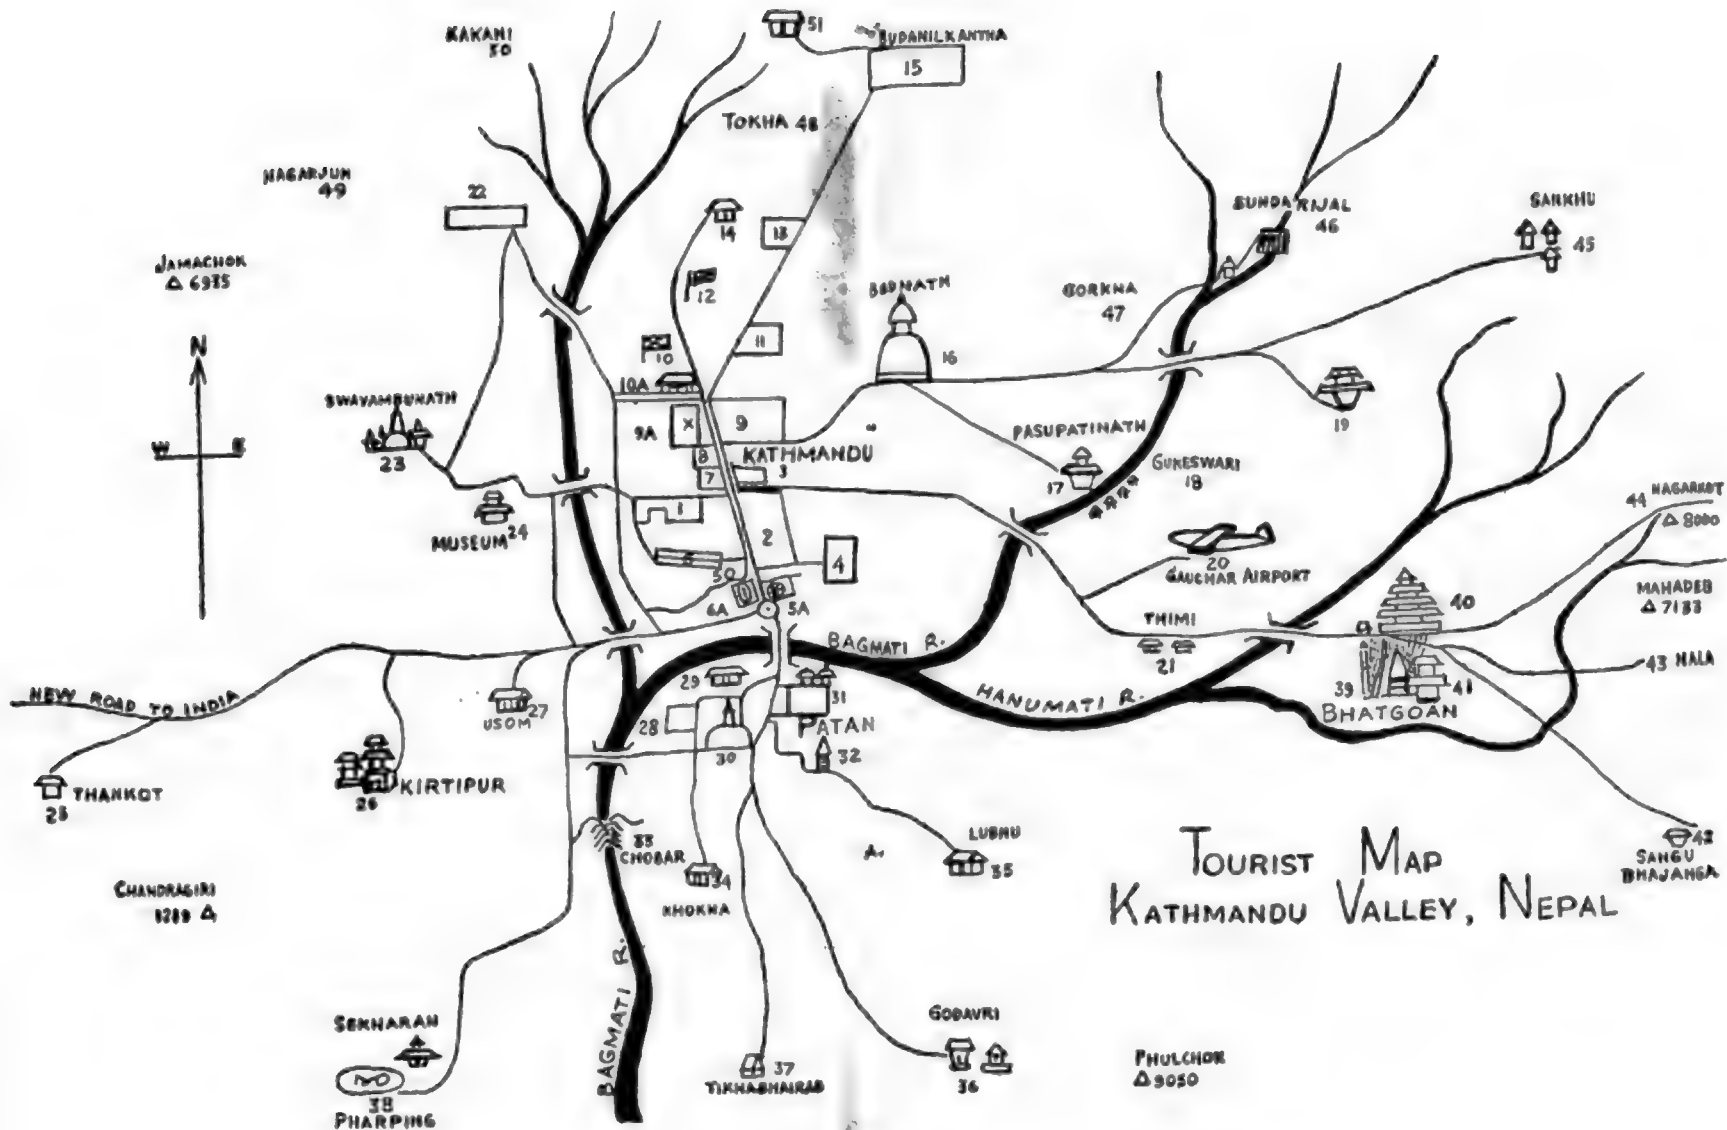 KAKANI
50
51
BUDANILKANTHA
15
TOKHA 48
NAGARJUN
49
22
14
13
SUNDARIJAL
46
SANKHU
45
JAMACHOK
△ 6935
12
BODNATH
GORKHA
47
N
W E
10
11
16
10A
SWAYAMBUNATH
23
X
9
9A
19
8
KATHMANDU
7
3
PASUPATINATH
17
GUKESWARI
18
44 NAGARKOT
△ 8000
MUSEUM 24
1
2
4
20
GAUCHAR AIRPORT
6A
5A
MAHADEB
△ 7133
40
THIMI
21
BAGMATI R.
43 NALA
NEW ROAD TO INDIA
USOM
27
29
28
30
31
PATAN
32
HANUMATI R.
39
41
BHATGOAN
THANKOT
25
26
KIRTIPUR
33
CHOBAR
34
KHOKNA
LUBHU
35
42
SANGU
BHAJANGA
TOURIST MAP
KATHMANDU VALLEY, NEPAL
CHANDRAGIRI
BAGMATI R.
SEKHARAN
38
PHARPING
37
TIKHABHAIRAB
GODAVRI
36
PHULCHOK
△ 9050